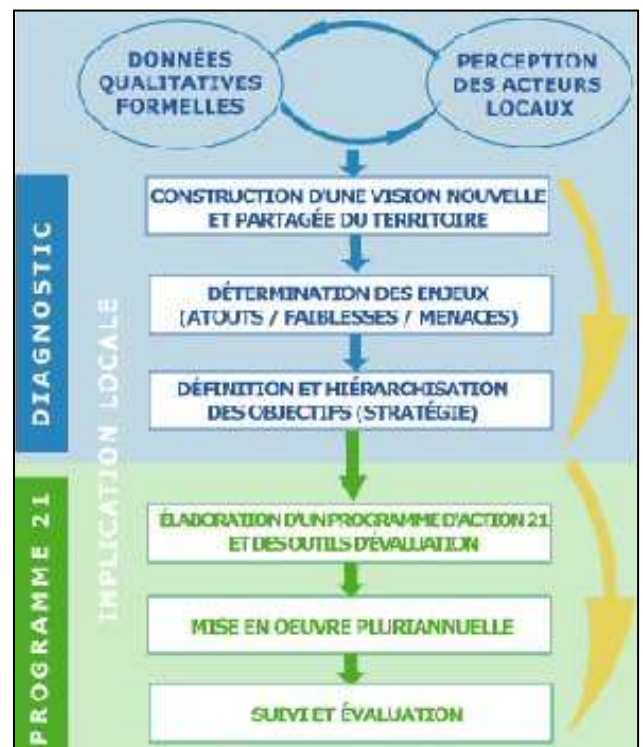 DONNÉES
QUALITATIVES
FORMELLES
PERCEPTION
DES ACTEURS
LOCAUX
DIAGNOSTIC
IMPLICATION LOCALE
CONSTRUCTION D'UNE VISION NOUVELLE
ET PARTAGÉE DU TERRITOIRE
DÉTERMINATION DES ENJEUX
(ATOUTS / FAIBLESSES / MENACES)
DÉFINITION ET HIÉRARCHISATION
DES OBJECTIFS (STRATÉGIE)
PROGRAMME 21
ÉLABORATION D'UN PROGRAMME D'ACTION 21
ET DES OUTILS D'ÉVALUATION
MISE EN OEUVRE PLURIANNUELLE
SUIVI ET ÉVALUATION